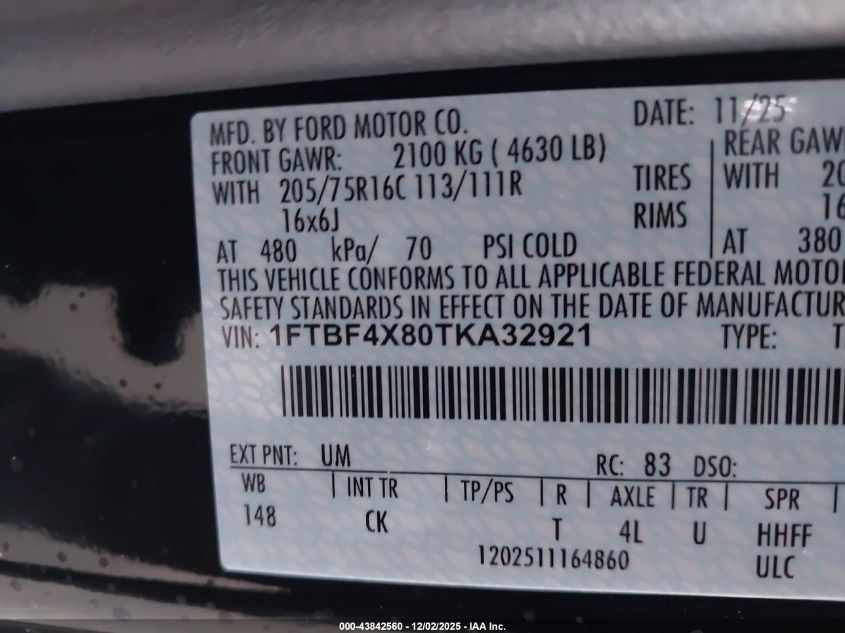 DATE: 11/25
MFD. BY FORD MOTOR CO.
FRONT GAWR: 2100 KG ( 4630 LB)
REAR GAW
WITH 205/75R16C 113/111R TIRES WITH 20
16x6J RIMS 16
AT 480 kPa/ 70 PSI COLD AT 380
THIS VEHICLE CONFORMS TO ALL APPLICABLE FEDERAL MOTO
SAFETY STANDARDS IN EFFECT ON THE DATE OF MANUFACTUR
VIN: 1FTBF4X80TKA32921 TYPE: T
EXT PNT: UM RC: 83 DSO:
WB INT TR TP/PS R AXLE TR SPR
148 CK T 4L U HHFF
1202511164860 ULC
000-43842560 - 12/02/2025 - IAA Inc.